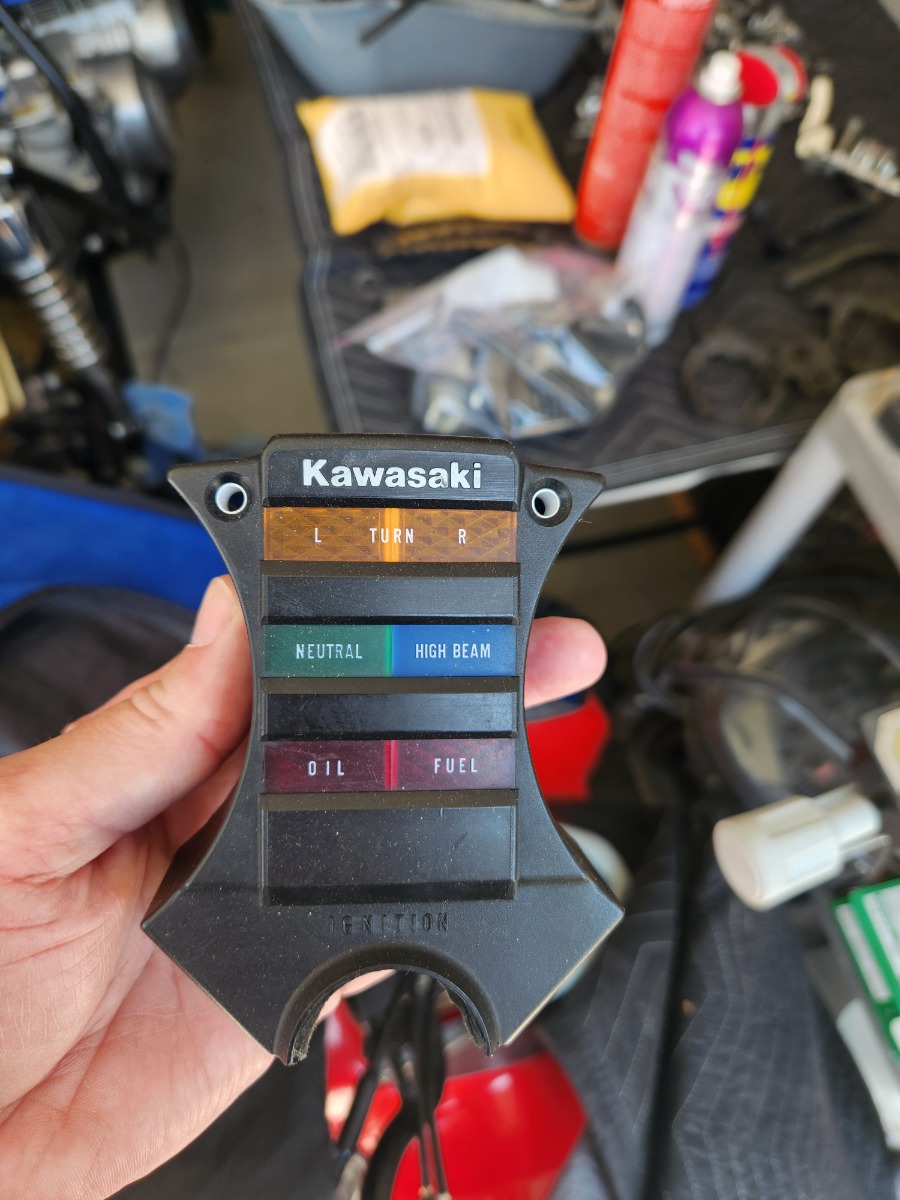 Kawasaki
L TURN R
NEUTRAL HIGH BEAM
OIL FUEL
IGNITION